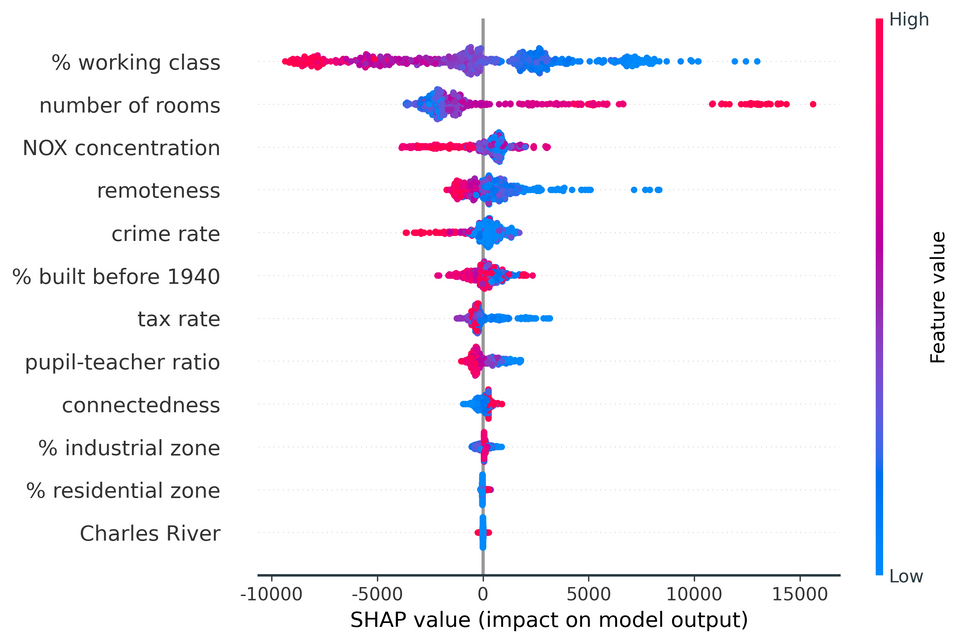 High
% working class
number of rooms
NOX concentration
remoteness
crime rate
% built before 1940
tax rate
pupil-teacher ratio
connectedness
% industrial zone
% residential zone
Charles River
Feature value
Low
-10000 -5000 0 5000 10000 15000
SHAP value (impact on model output)